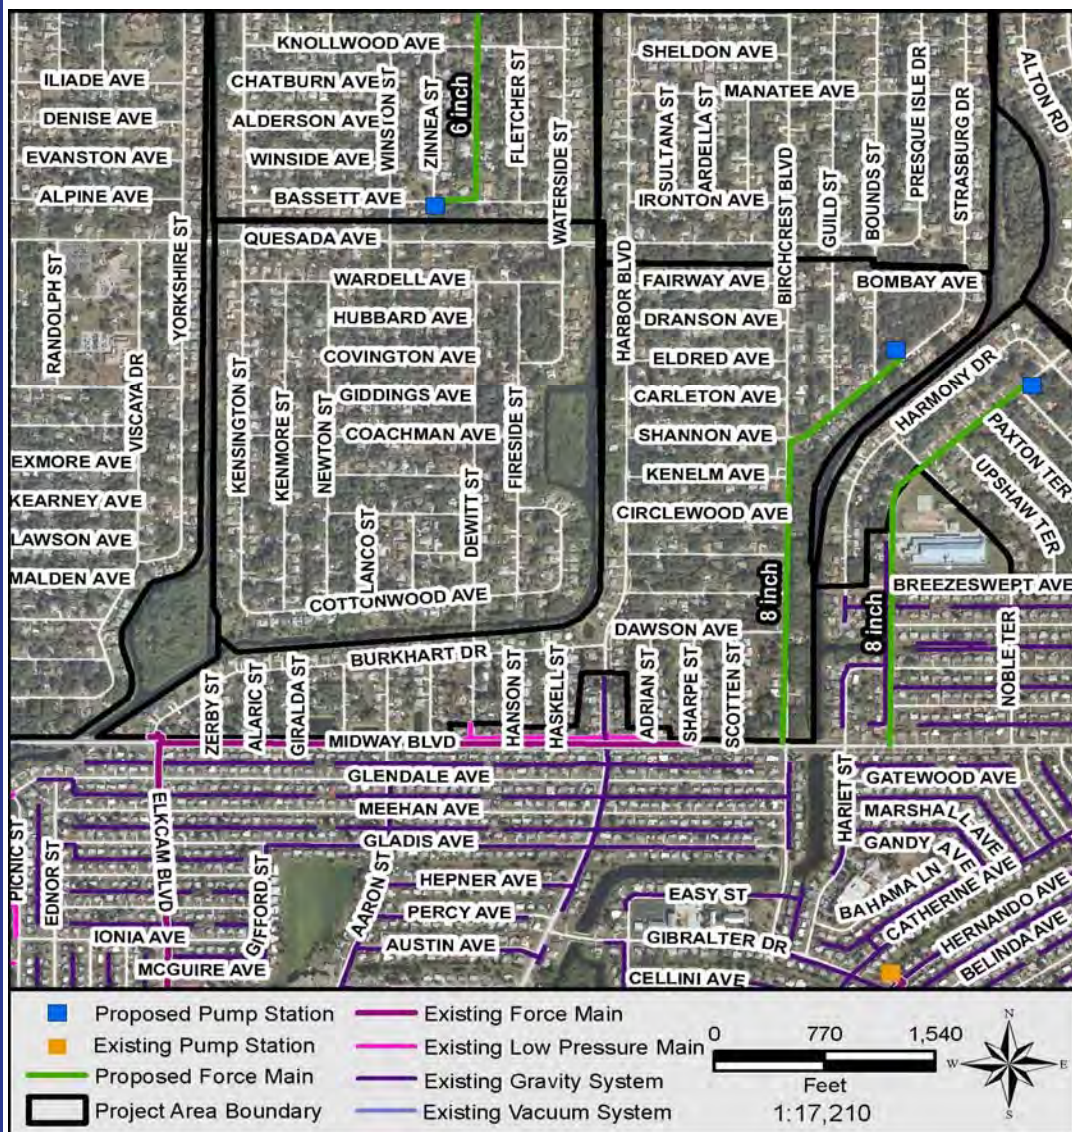 KNOLLWOOD AVE
SHELDON AVE
ILIADE AVE
CHATBURN AVE
MANATEE AVE
DENISE AVE
ALDERSON AVE
EVANSTON AVE
WINSIDE AVE
ALPINE AVE
BASSETT AVE
IRONTON AVE
WINSTON ST
ZINNEA ST
6 inch
FLETCHER ST
WATERSIDE ST
SULTANA ST
ARDELLA ST
BIRCHCREST BLVD
GUILD ST
BOUNDS ST
PRESQUE ISLE DR
STRASBURG DR
ALTON RD
QUESADA AVE
RANDOLPH ST
YORKSHIRE ST
WARDELL AVE
HARBOR BLVD
FAIRWAY AVE
BOMBAY AVE
HUBBARD AVE
DRANSON AVE
COVINGTON AVE
ELDRED AVE
VISCAYA DR
GIDDINGS AVE
CARLETON AVE
HARMONY DR
KENSINGTON ST
KENMORE ST
NEWTON ST
COACHMAN AVE
FIRESIDE ST
SHANNON AVE
PAXTON TER
EXMORE AVE
KENELM AVE
UPSHAW TER
KEARNEY AVE
DEWITT ST
CIRCLEWOOD AVE
LAWSON AVE
LANCO ST
MALDEN AVE
COTTONWOOD AVE
BREEZESWEPT AVE
8 inch
8 inch
DAWSON AVE
NOBLE TER
BURKHART DR
ZERBY ST
ALARIC ST
GIRALDA ST
HANSON ST
HASKELL ST
ADRIAN ST
SHARPE ST
SCOTTEN ST
MIDWAY BLVD
GLENDALE AVE
HARIET ST
GATEWOOD AVE
MEEHAN AVE
MARSHALL AVE
GLADIS AVE
GANDY AVE
PICNIC ST
EDNOR ST
ELKCAM BLVD
GIFFORD ST
AARON ST
HEPNER AVE
EASY ST
BAHAMA LN
CATHERINE AVE
PERCY AVE
HERNANDO AVE
IONIA AVE
GIBRALTER DR
AUSTIN AVE
BELINDA AVE
MCGUIRE AVE
CELLINI AVE
Proposed Pump Station
Existing Pump Station
Proposed Force Main
Project Area Boundary
Existing Force Main
Existing Low Pressure Main
Existing Gravity System
Existing Vacuum System
0 770 1,540
Feet
1:17,210
N
W E
S